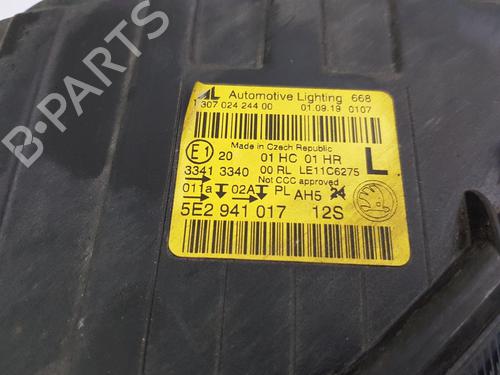 AL Automotive Lighting 668
1 307 024 244 00 01.09.19 0107
Made in Czech Republic
E1 20 01 HC 01 HR L
3341 3340 00 RL LE11C6275
Not CCC approved
011a 02A PL AH5 24
5E2 941 017 12S
B-PARTS